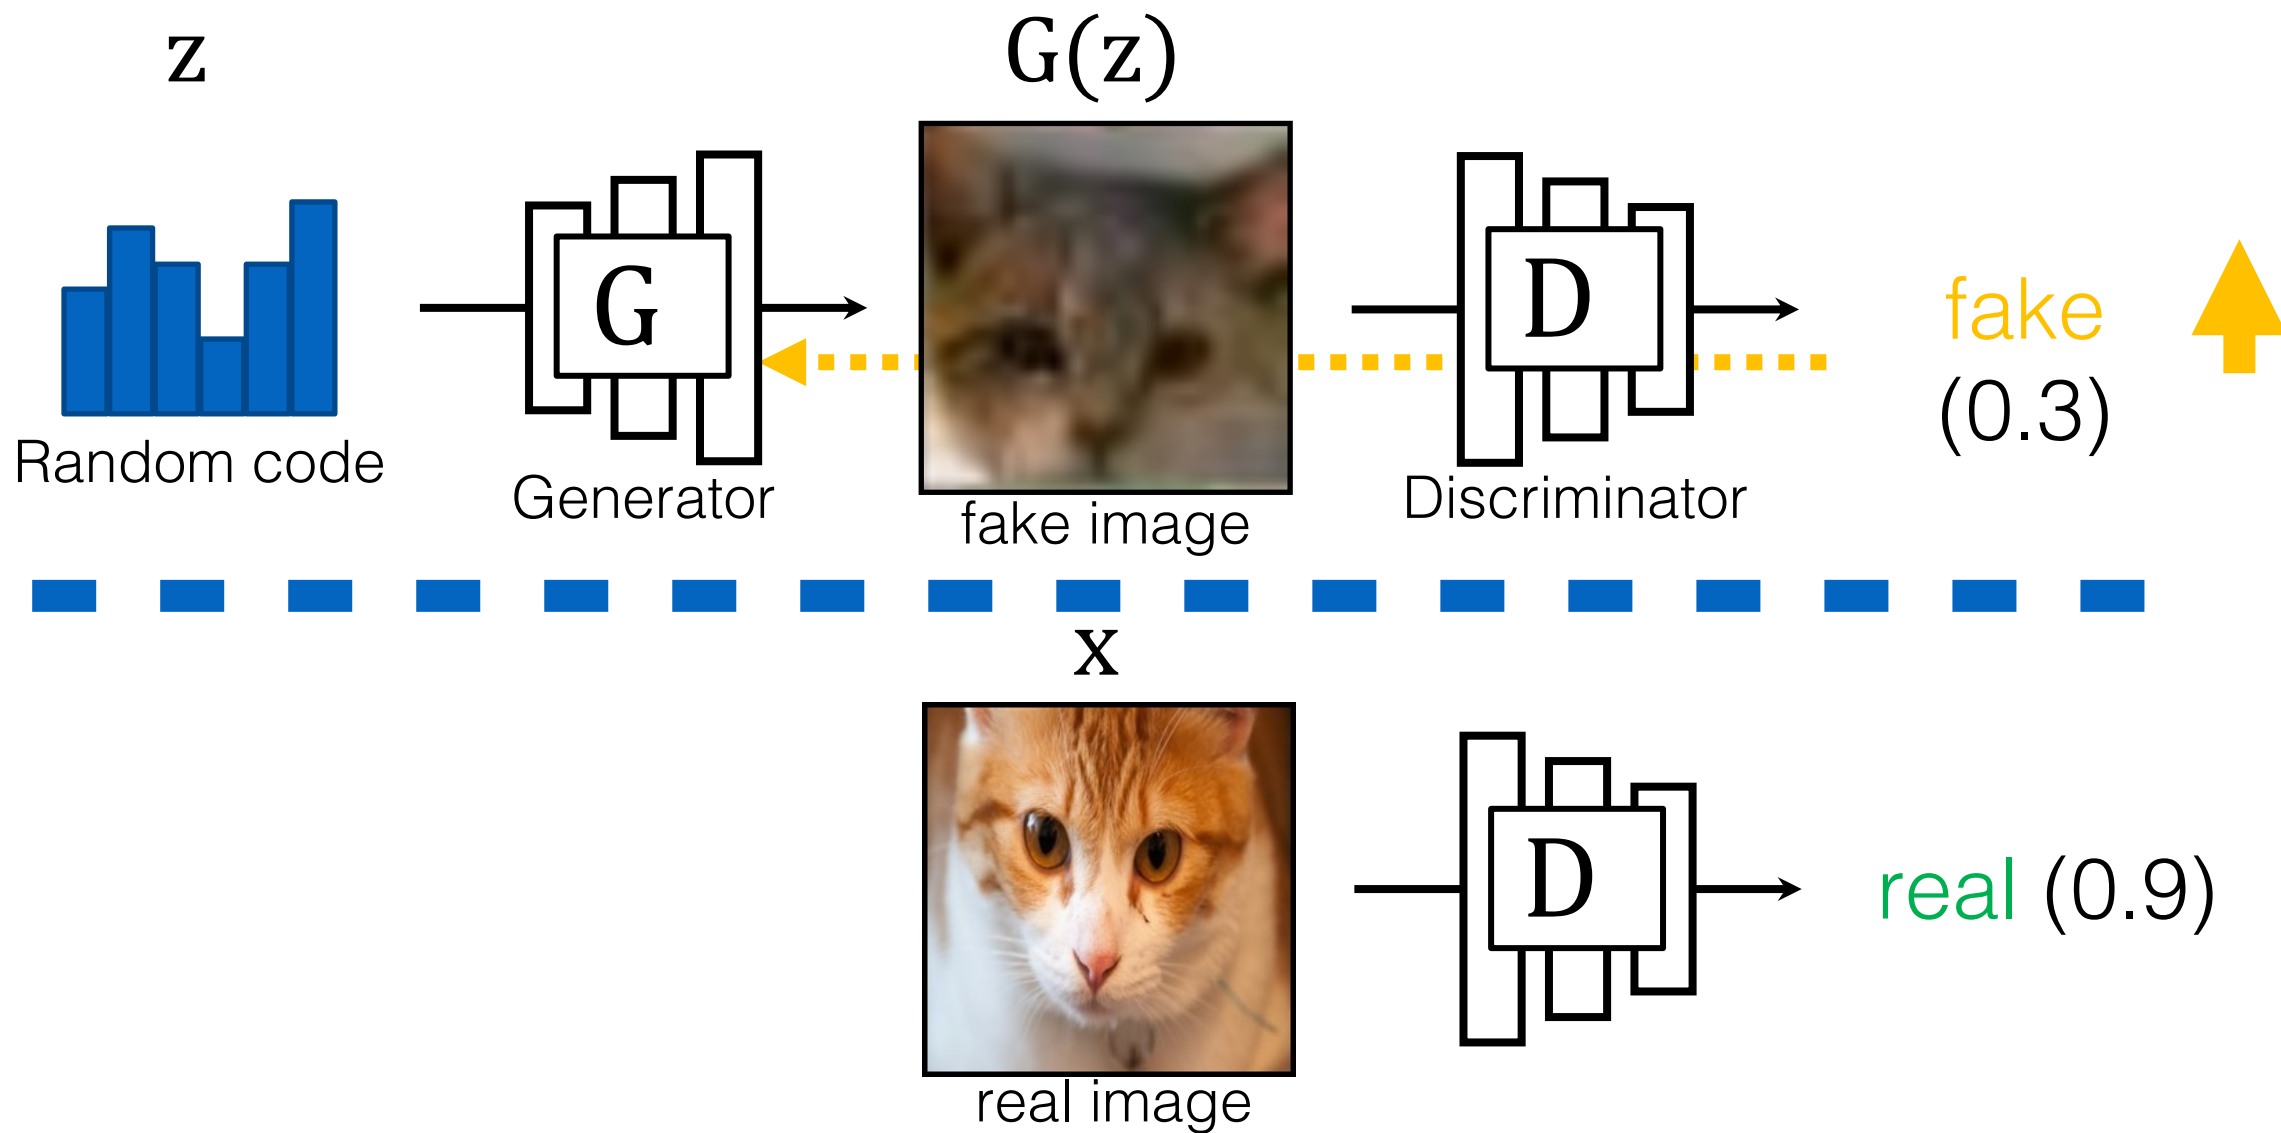 z
G(z)
G
D
fake
(0.3)
Random code
Generator
fake image
Discriminator
x
D
real (0.9)
real image